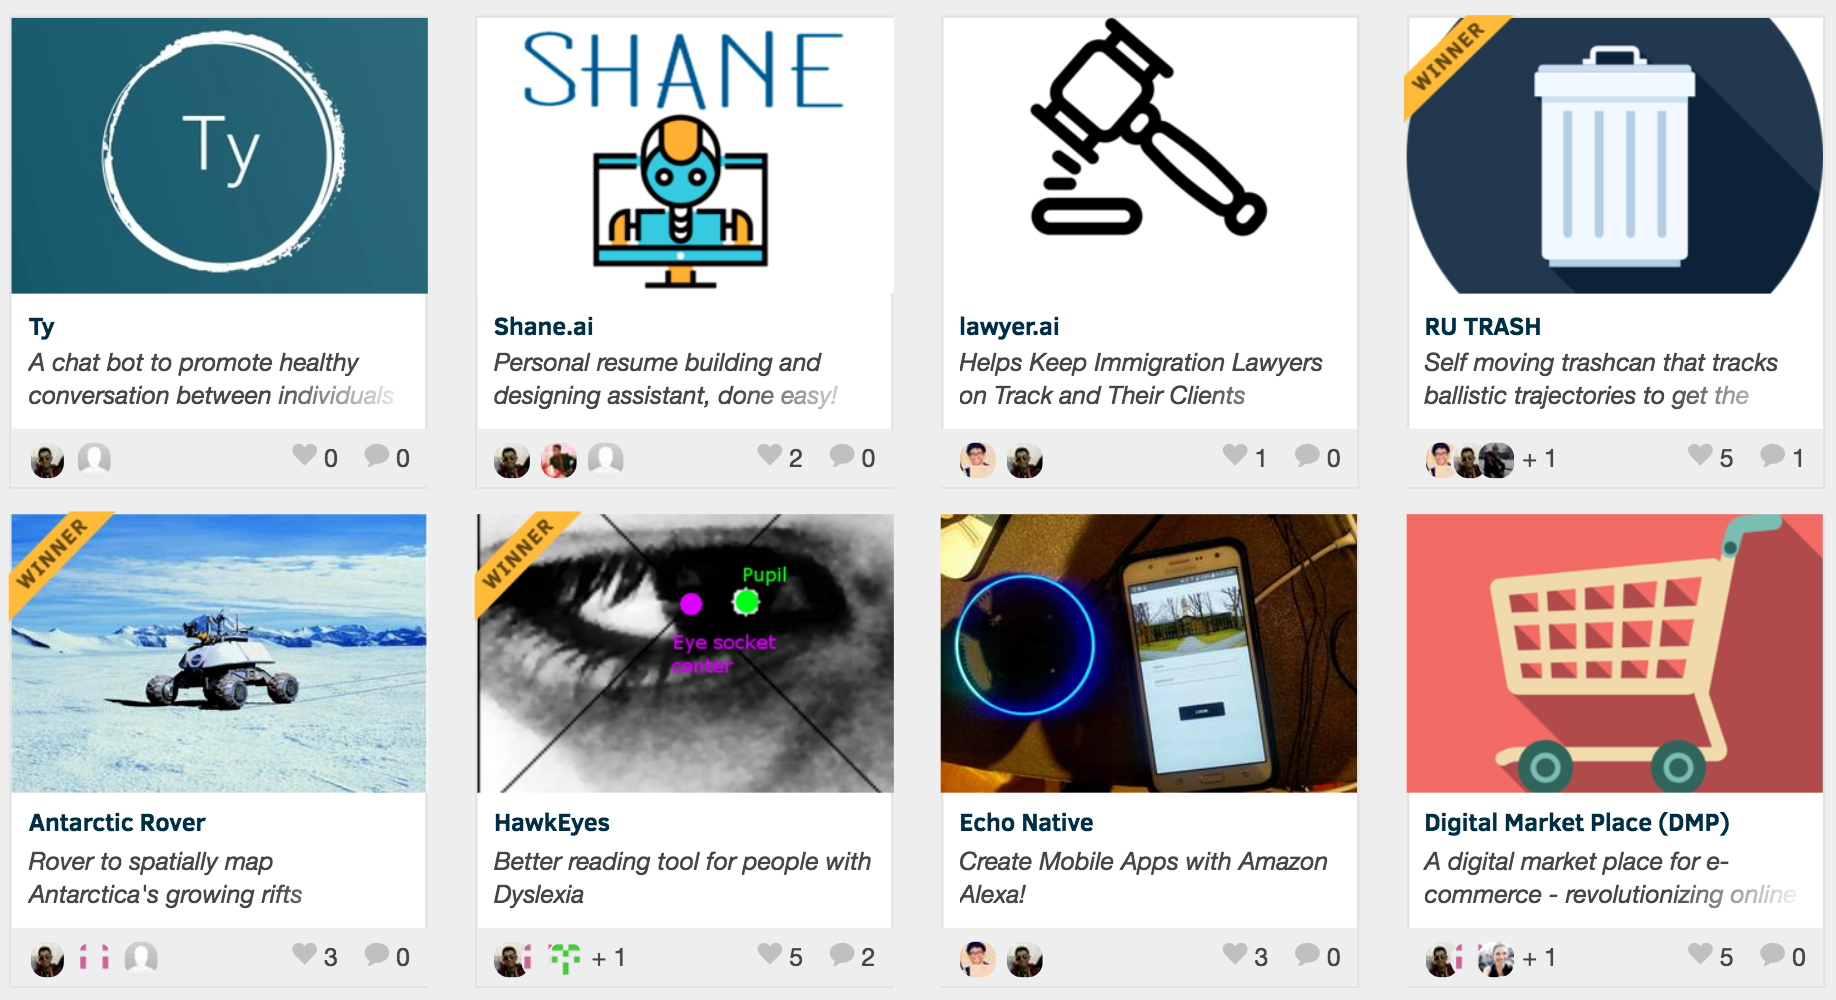 Ty
SHANE
WINNER
Ty
A chat bot to promote healthy
conversation between individuals
0 0
Shane.ai
Personal resume building and
designing assistant, done easy!
2 0
lawyer.ai
Helps Keep Immigration Lawyers
on Track and Their Clients
1 0
RU TRASH
Self moving trashcan that tracks
ballistic trajectories to get the
+ 1 5 1
WINNER
WINNER
Pupil
Eye socket
center
LOGIN
Antarctic Rover
Rover to spatially map
Antarctica's growing rifts
3 0
HawkEyes
Better reading tool for people with
Dyslexia
+ 1 5 2
Echo Native
Create Mobile Apps with Amazon
Alexa!
3 0
Digital Market Place (DMP)
A digital market place for e-
commerce - revolutionizing online
+ 1 5 0